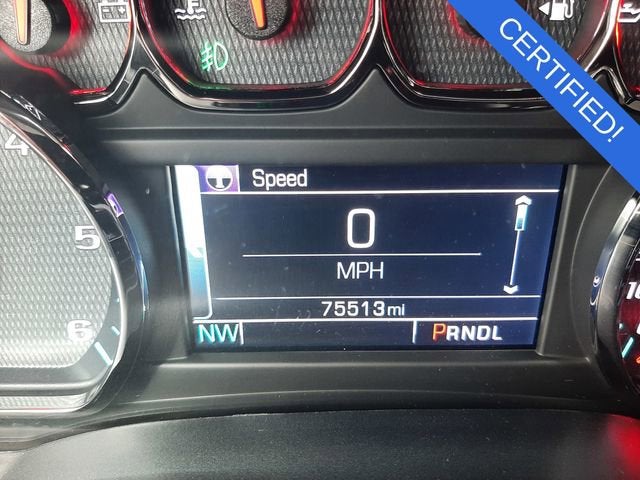 CERTIFIED!
4
5
6
Speed
0
MPH
75513mi
NW
PRNDL